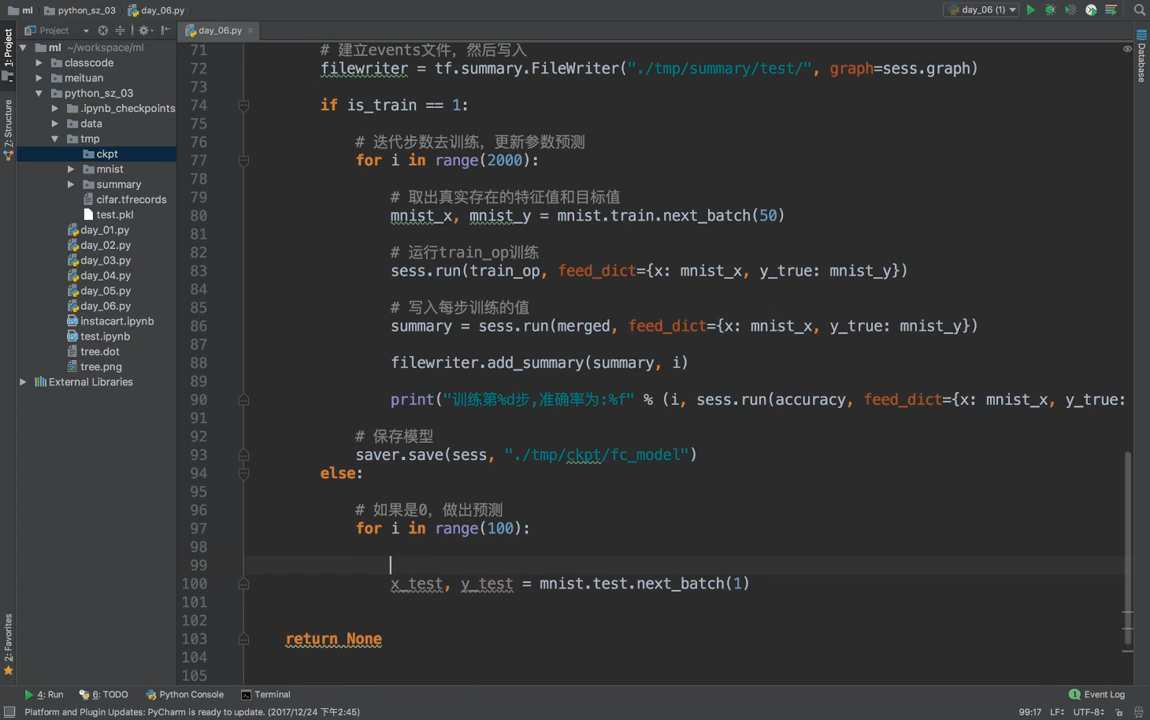 ml python_sz_03 day_06.py
day_06 (1)
Project
day_06.py
1: Project
Z: Structure
2: Favorites
Database
ml ~/workspace/ml
classcode
meituan
python_sz_03
.ipynb_checkpoints
data
tmp
ckpt
mnist
summary
cifar.tfrecords
test.pkl
day_01.py
day_02.py
day_03.py
day_04.py
day_05.py
day_06.py
instacart.ipynb
test.ipynb
tree.dot
tree.png
External Libraries
71 # 建立events文件，然后写入
72 filewriter = tf.summary.FileWriter("./tmp/summary/test/", graph=sess.graph)
73
74 if is_train == 1:
75
76 # 迭代步数去训练，更新参数预测
77 for i in range(2000):
78
79 # 取出真实存在的特征值和目标值
80 mnist_x, mnist_y = mnist.train.next_batch(50)
81
82 # 运行train_op训练
83 sess.run(train_op, feed_dict={x: mnist_x, y_true: mnist_y})
84
85 # 写入每步训练的值
86 summary = sess.run(merged, feed_dict={x: mnist_x, y_true: mnist_y})
87
88 filewriter.add_summary(summary, i)
89
90 print("训练第%d步,准确率为:%f" % (i, sess.run(accuracy, feed_dict={x: mnist_x, y_true:
91
92 # 保存模型
93 saver.save(sess, "./tmp/ckpt/fc_model")
94 else:
95
96 # 如果是0，做出预测
97 for i in range(100):
98
99
100 x_test, y_test = mnist.test.next_batch(1)
101
102
103 return None
104
105
4: Run 6: TODO Python Console Terminal Event Log
Platform and Plugin Updates: PyCharm is ready to update. (2017/12/24 下午2:45) 99:17 LF UTF-8